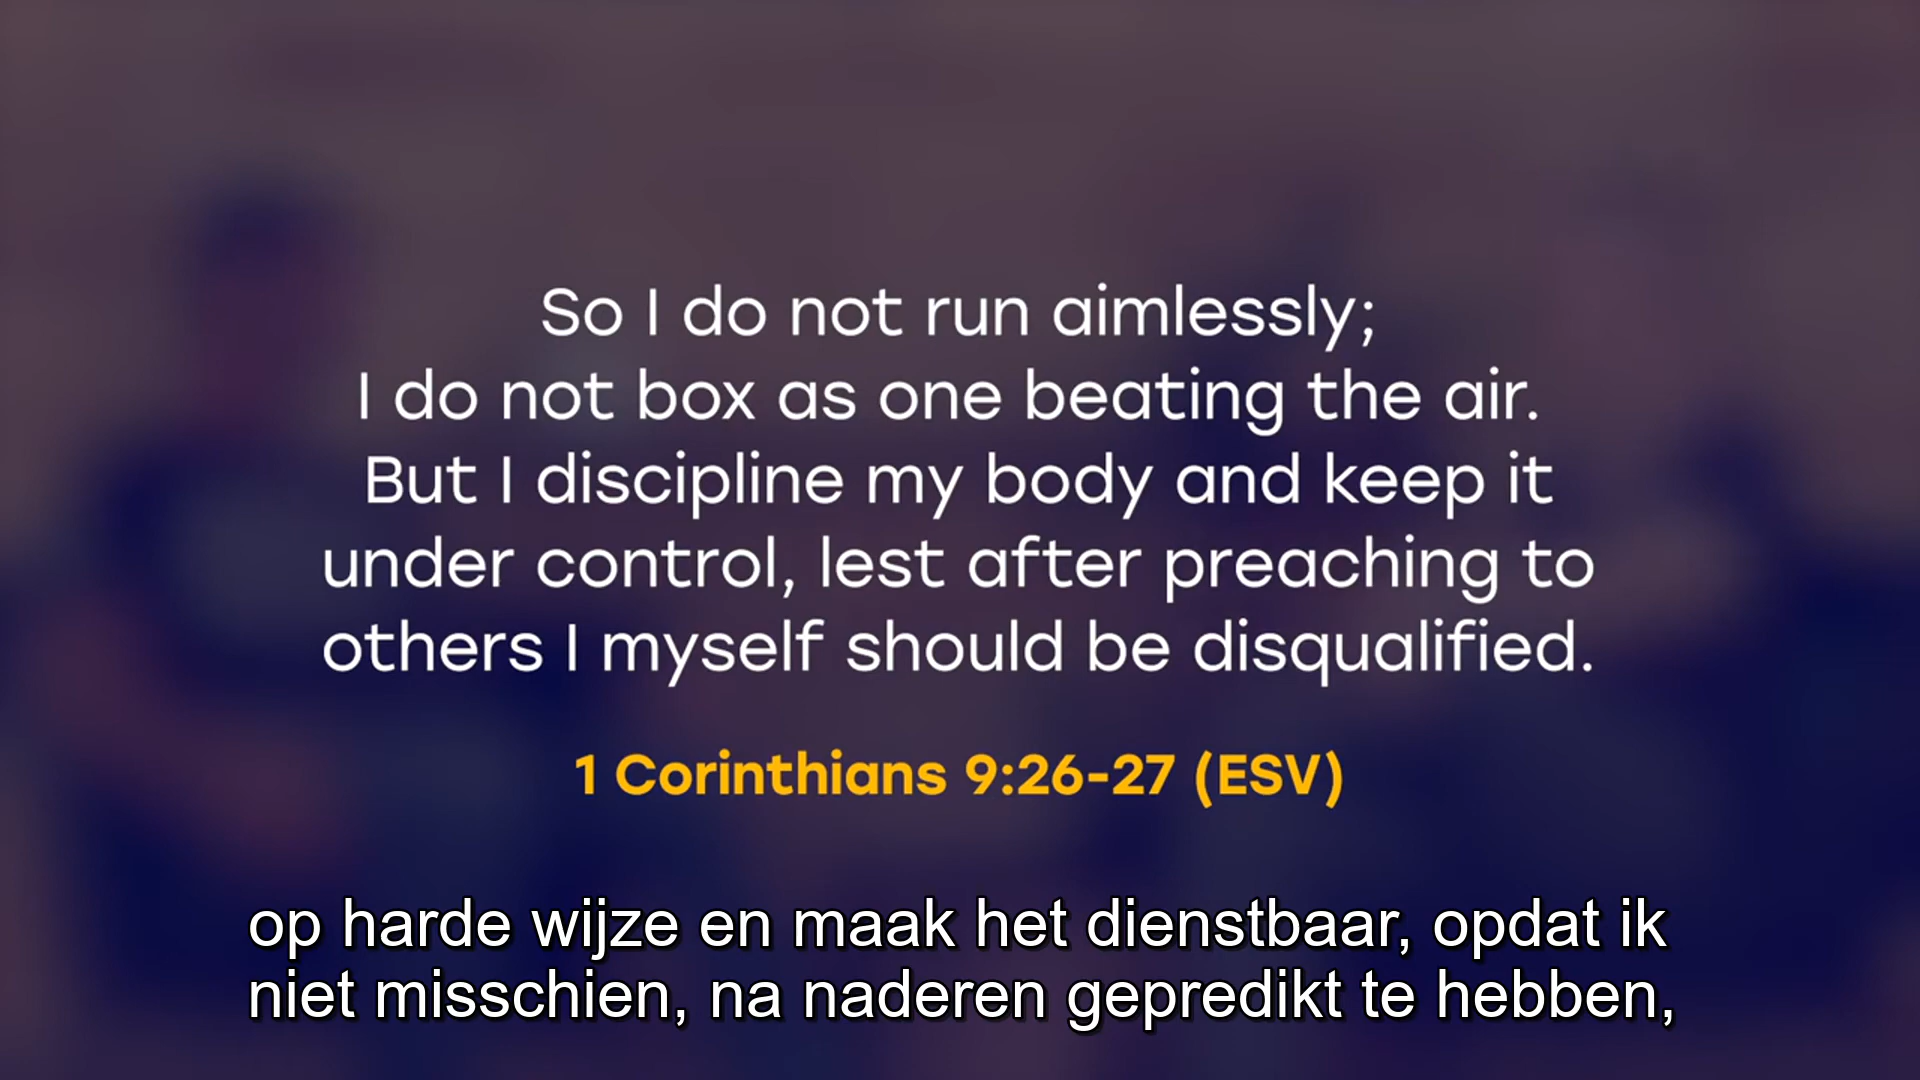 So I do not run aimlessly;
I do not box as one beating the air.
But I discipline my body and keep it
under control, lest after preaching to
others I myself should be disqualified.
1 Corinthians 9:26-27 (ESV)
op harde wijze en maak het dienstbaar, opdat ik
niet misschien, na naderen gepredikt te hebben,